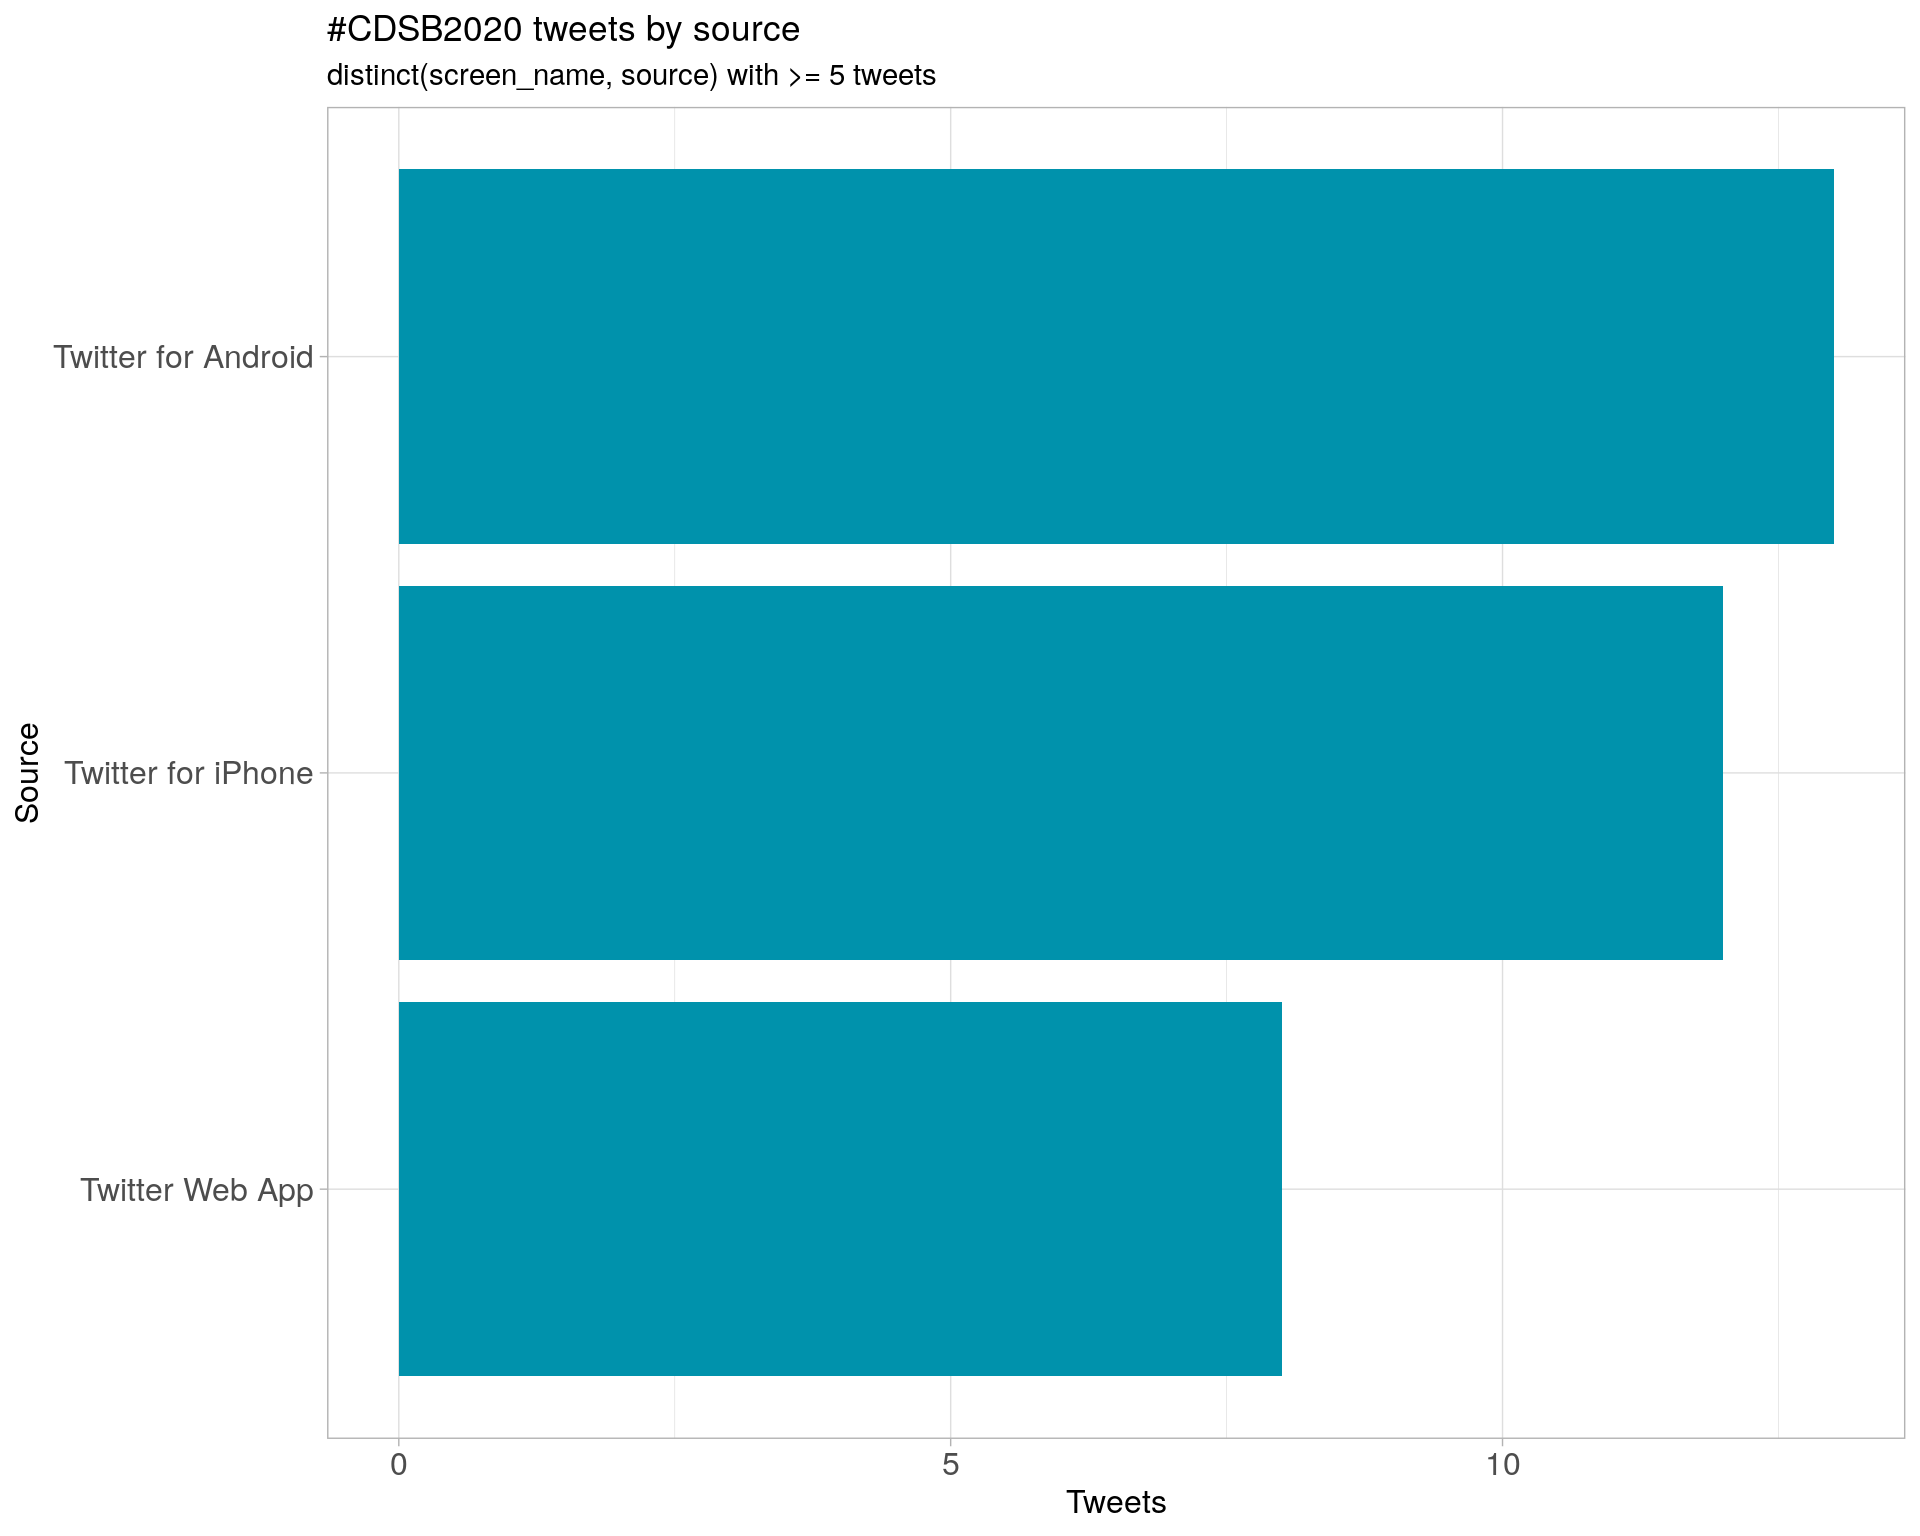 #CDSB2020 tweets by source
distinct(screen_name, source) with >= 5 tweets
Source
Twitter for Android
Twitter for iPhone
Twitter Web App
0 5 10
Tweets